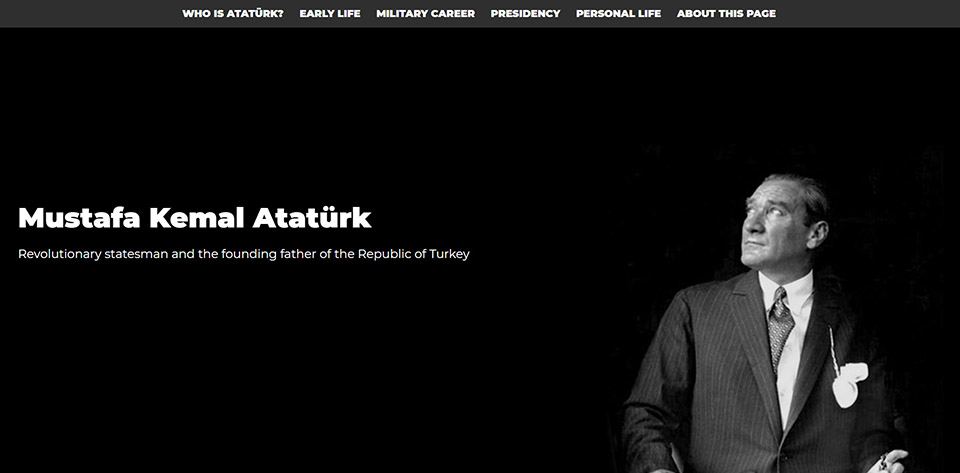 WHO IS ATATÜRK? EARLY LIFE MILITARY CAREER PRESIDENCY PERSONAL LIFE ABOUT THIS PAGE
Mustafa Kemal Atatürk
Revolutionary statesman and the founding father of the Republic of Turkey